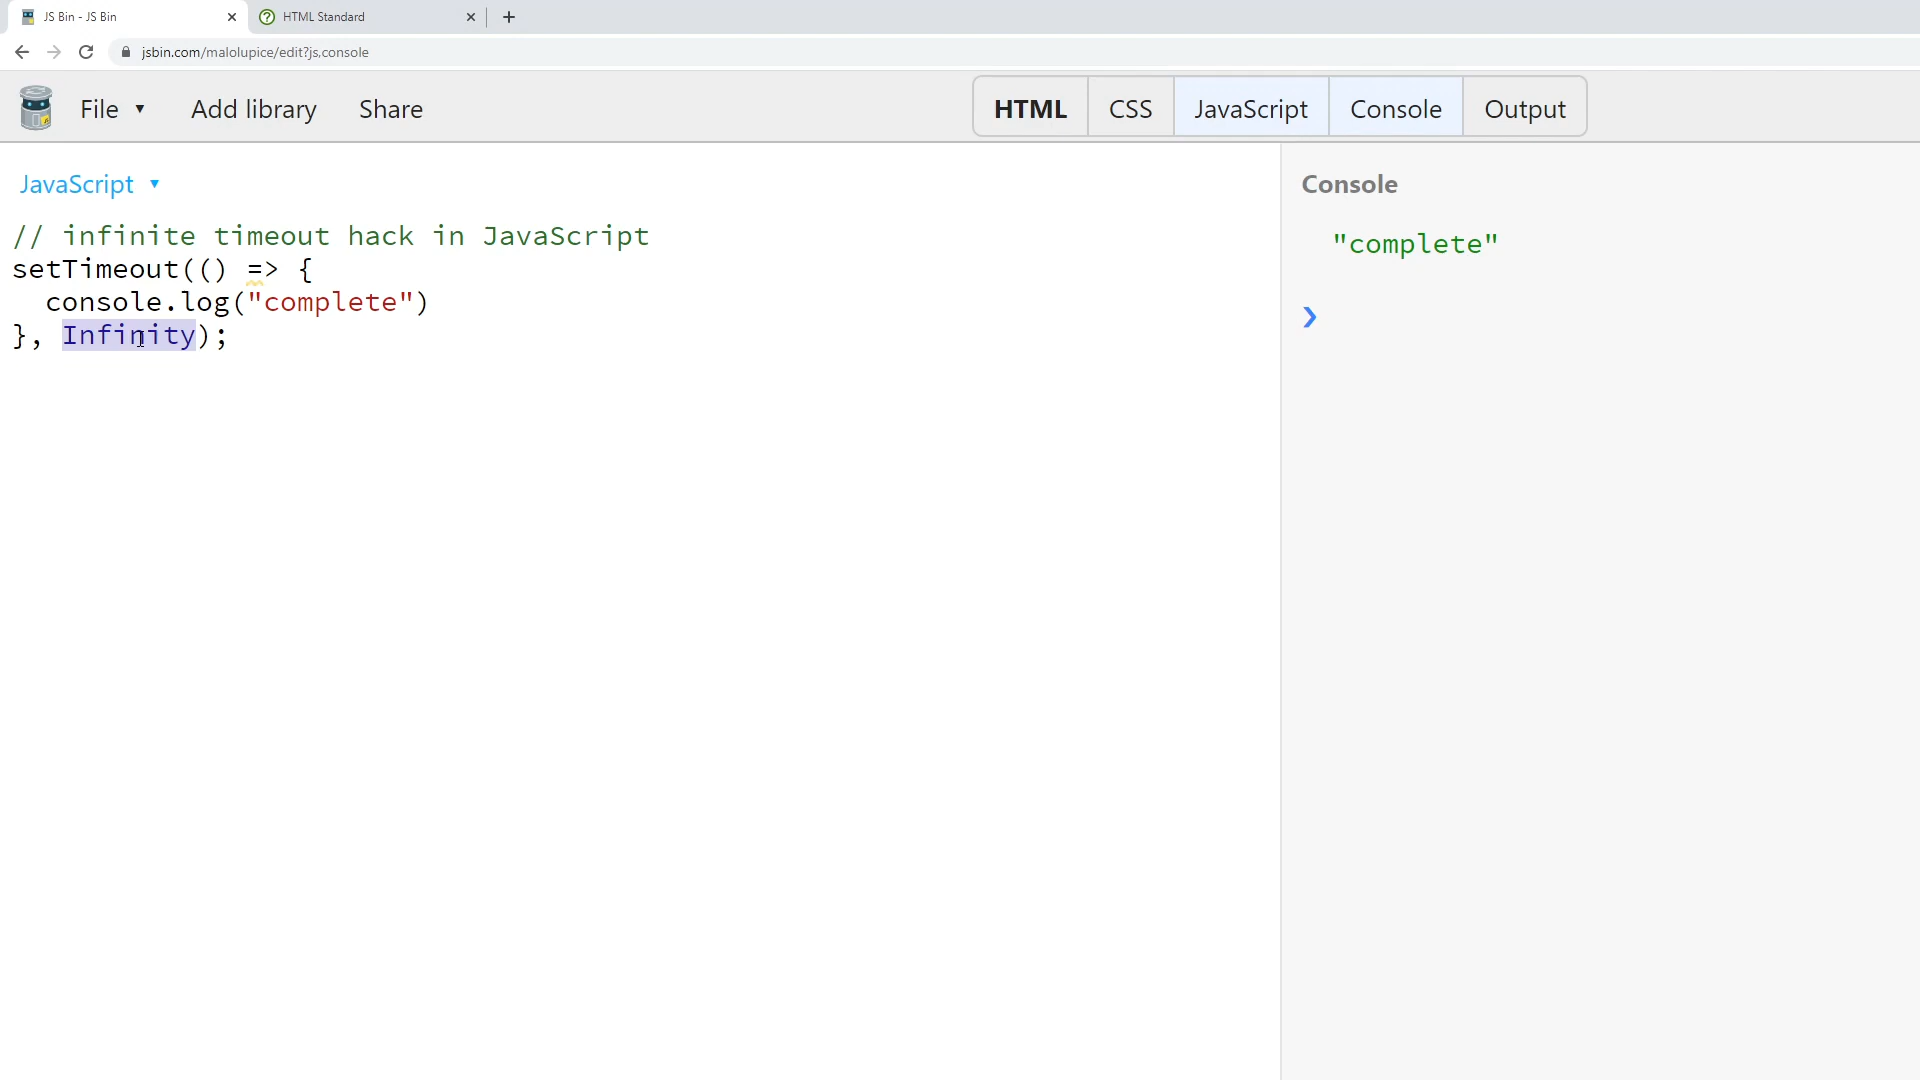 JS Bin - JS Bin
HTML Standard
jsbin.com/malolupice/edit?js,console
File Add library Share HTML CSS JavaScript Console Output
JavaScript
// infinite timeout hack in JavaScript
setTimeout(() => {
  console.log("complete")
}, Infinity);
Console
"complete"